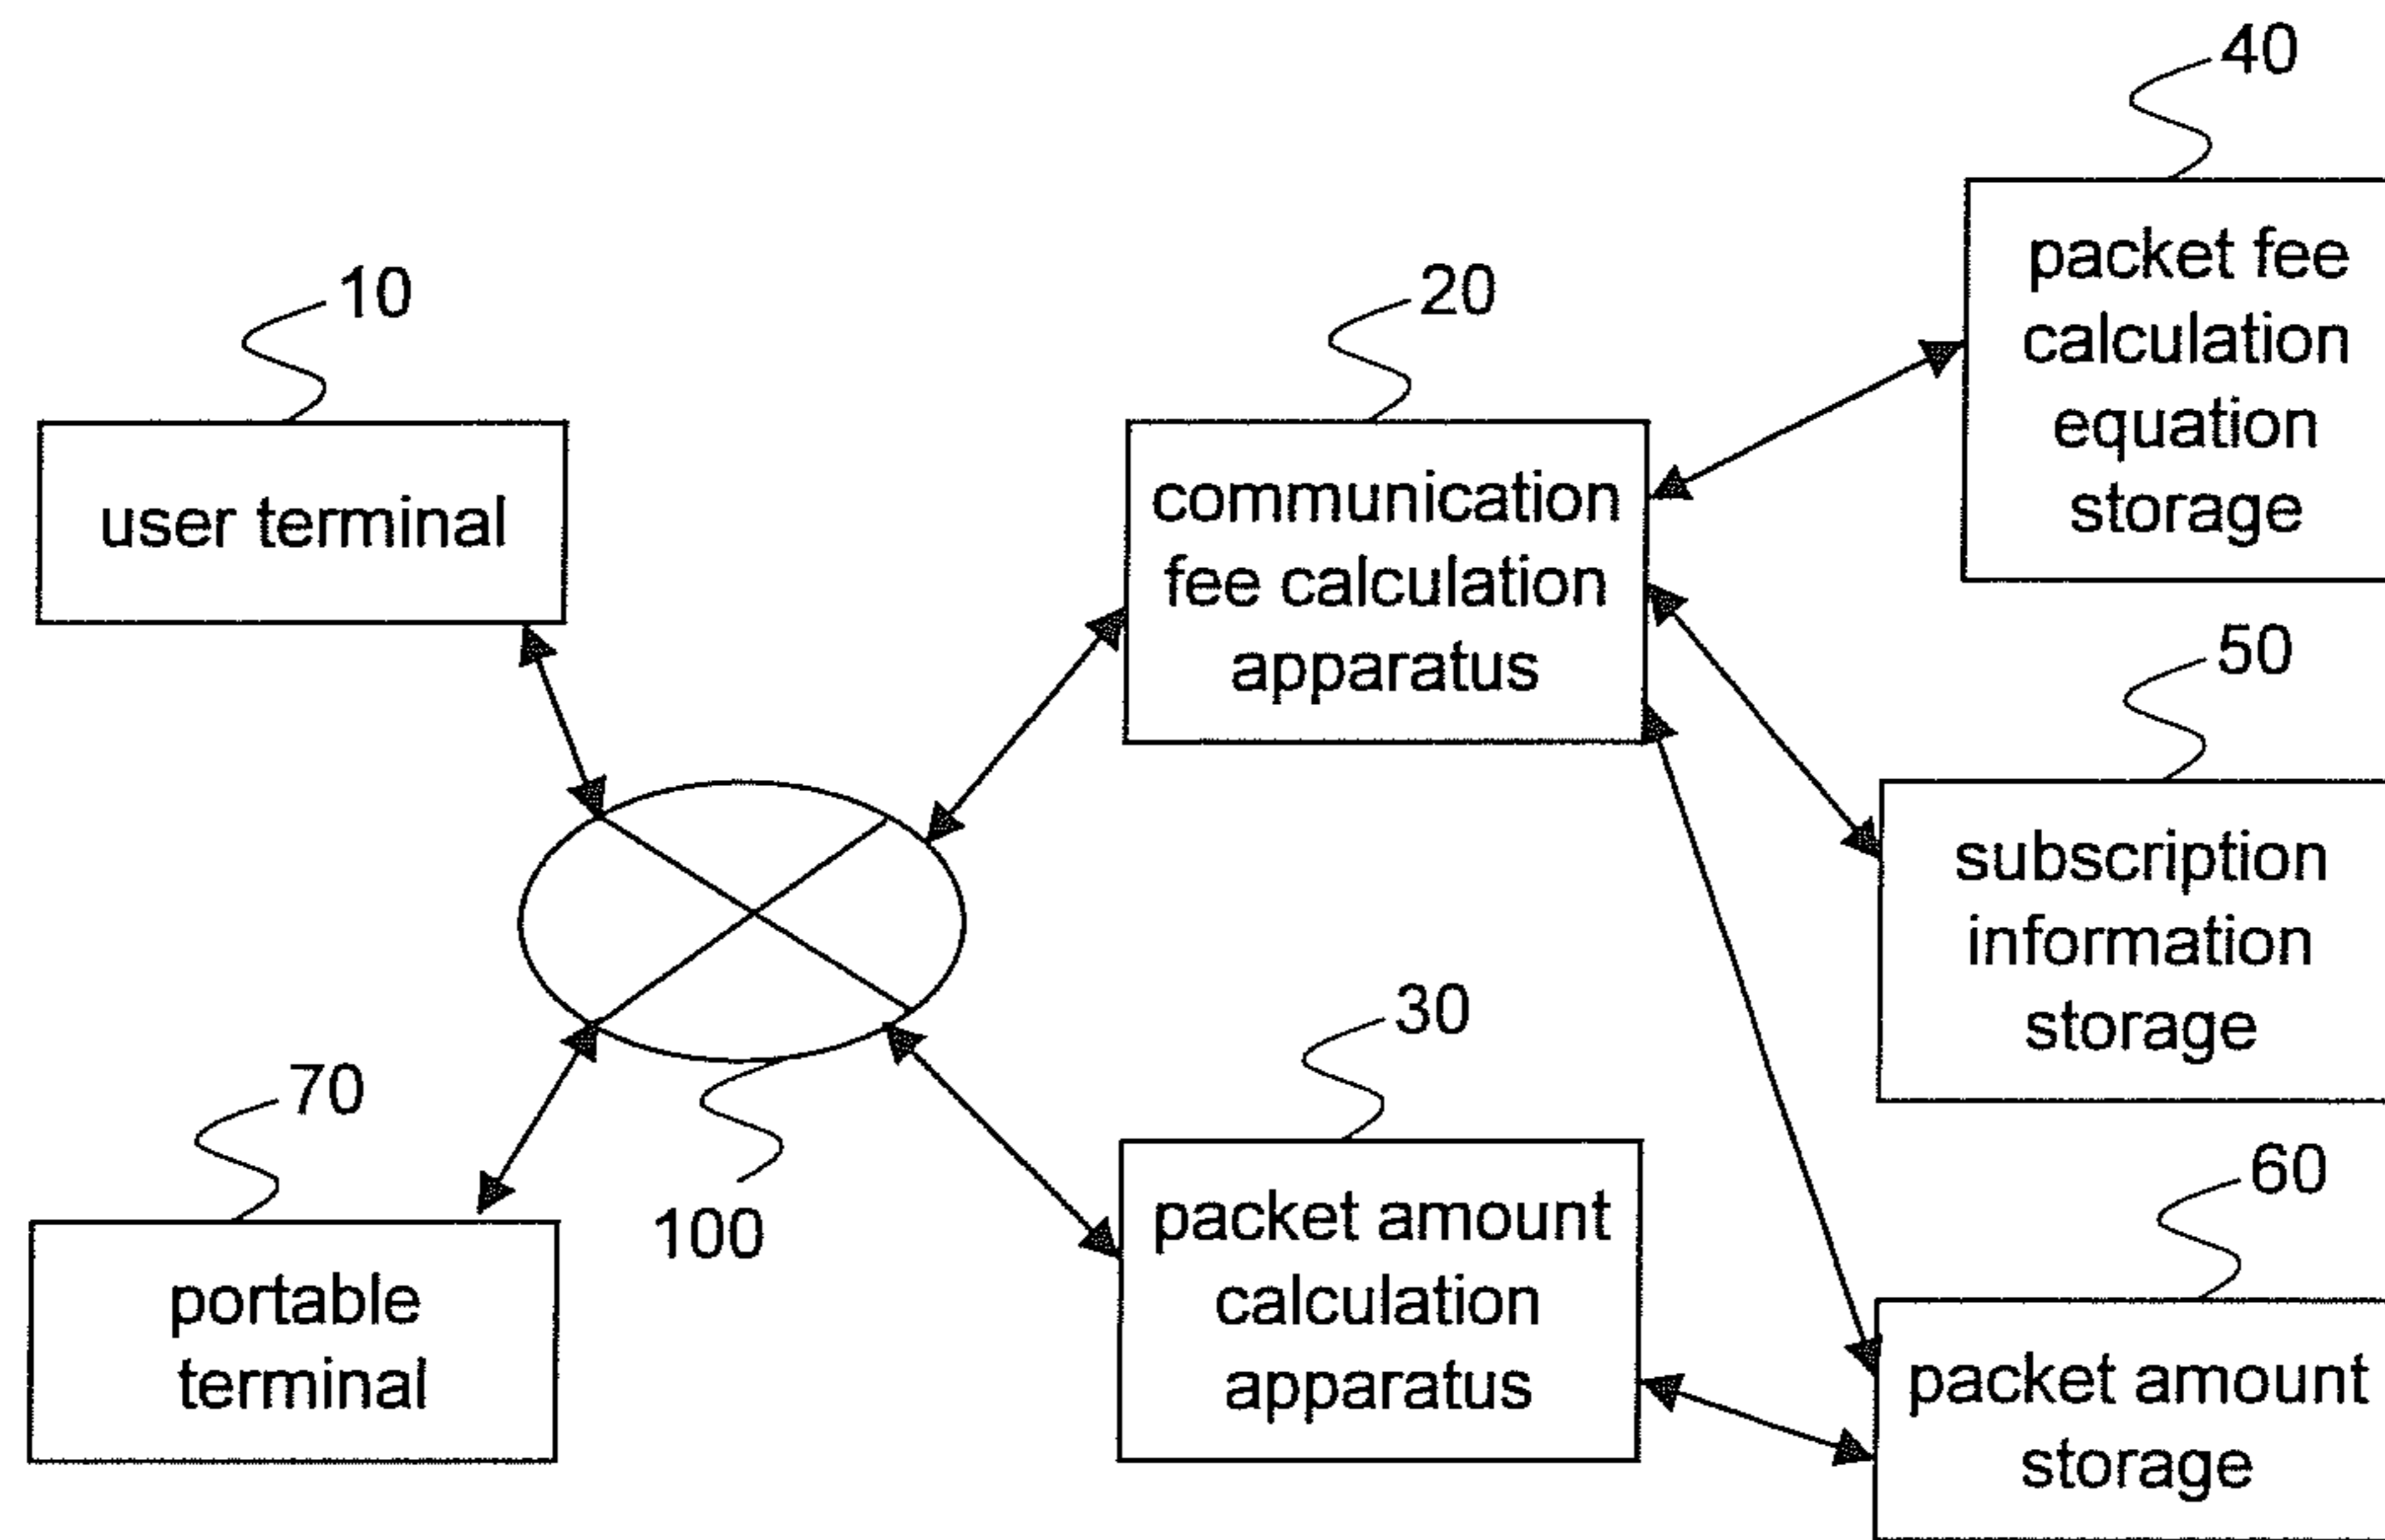 40
packet fee
calculation
equation
storage
10
user terminal
20
communication
fee calculation
apparatus
50
subscription
information
storage
30
packet amount
calculation
apparatus
70
portable
terminal
100
60
packet amount
storage